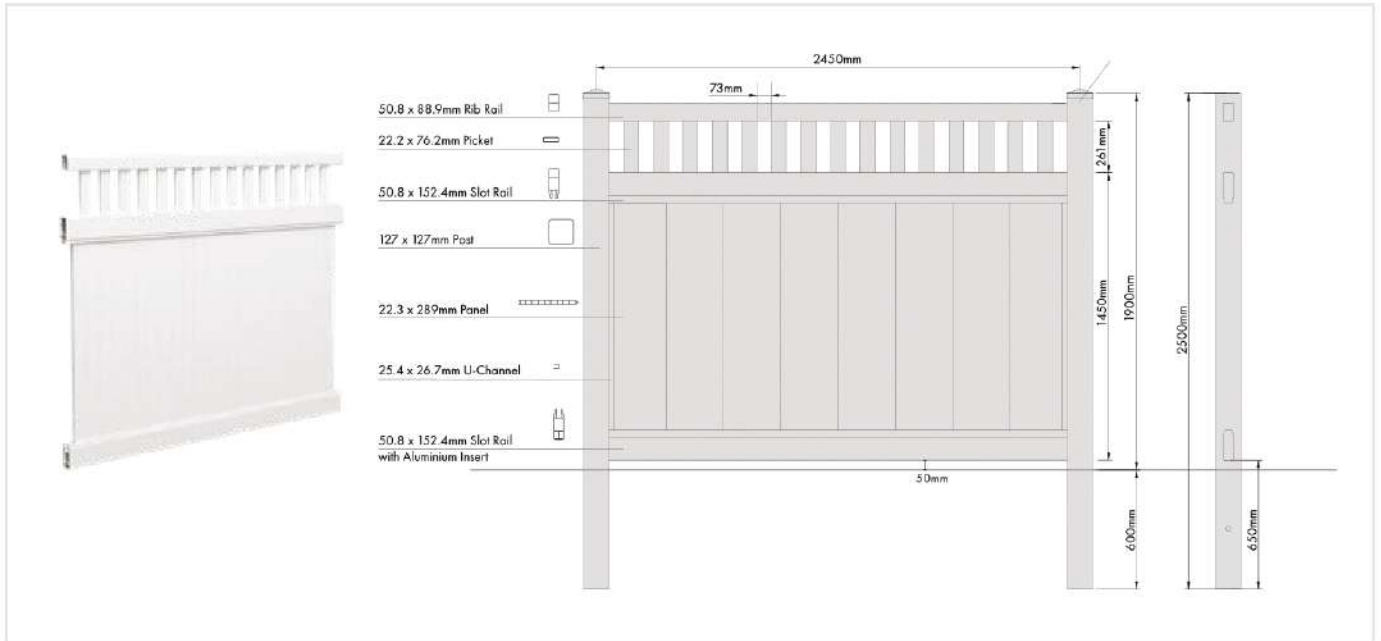 2450mm
73mm
50.8 x 88.9mm Rib Rail
22.2 x 76.2mm Picket
261mm
50.8 x 152.4mm Slot Rail
127 x 127mm Post
22.3 x 289mm Panel
1450mm
1900mm
2500mm
25.4 x 26.7mm U-Channel
50.8 x 152.4mm Slot Rail
with Aluminium Insert
50mm
600mm
650mm